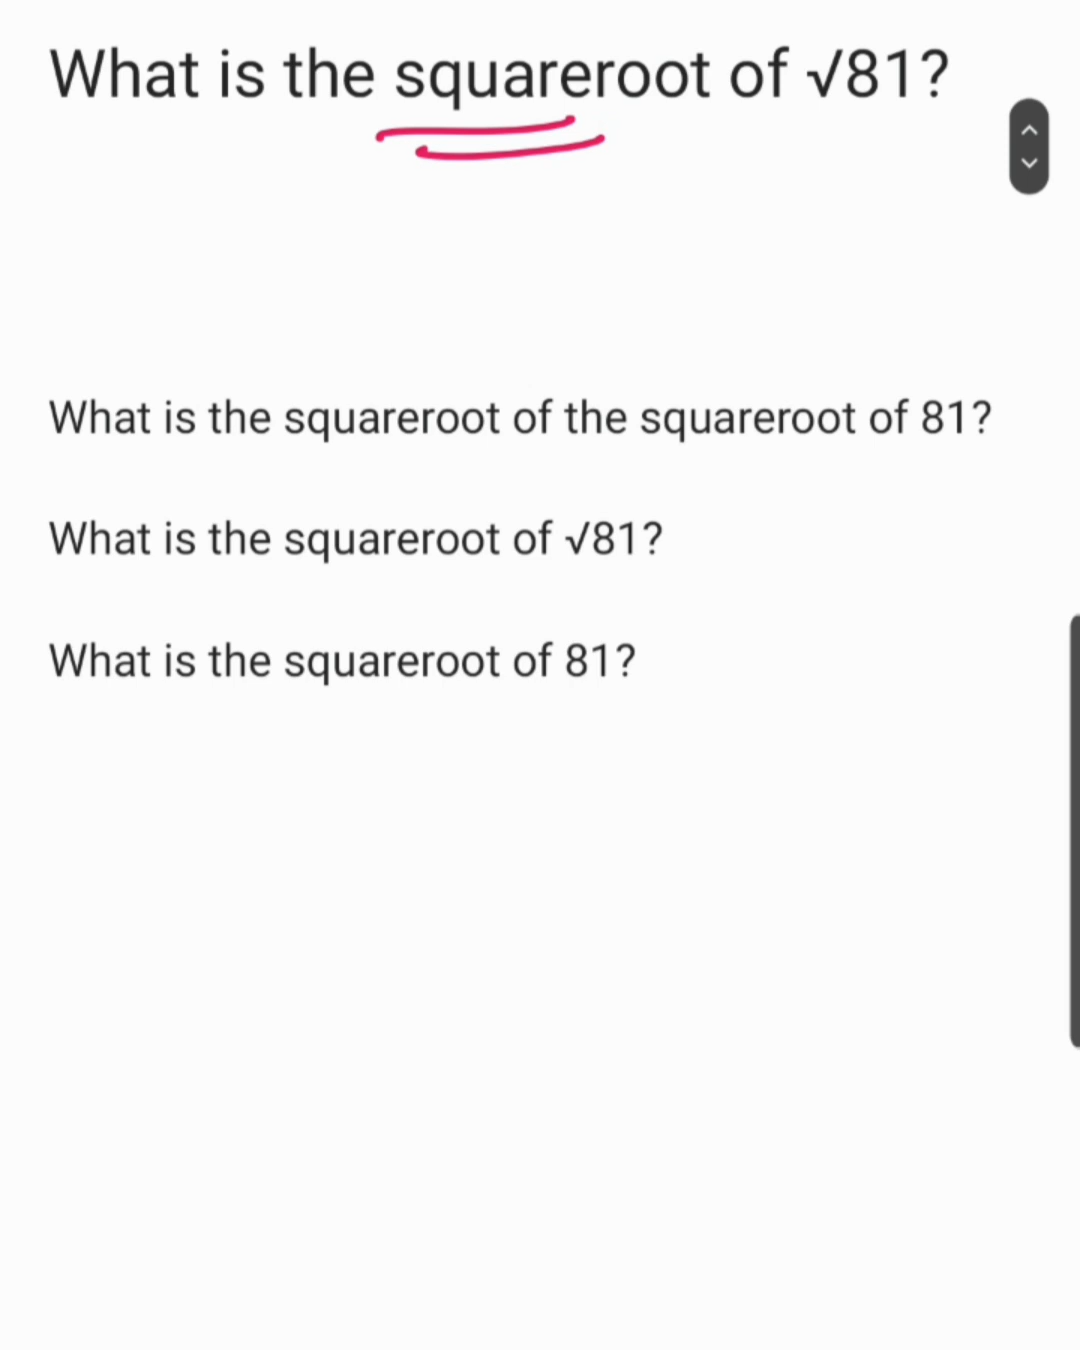 What is the squareroot of √81?
What is the squareroot of the squareroot of 81?
What is the squareroot of √81?
What is the squareroot of 81?